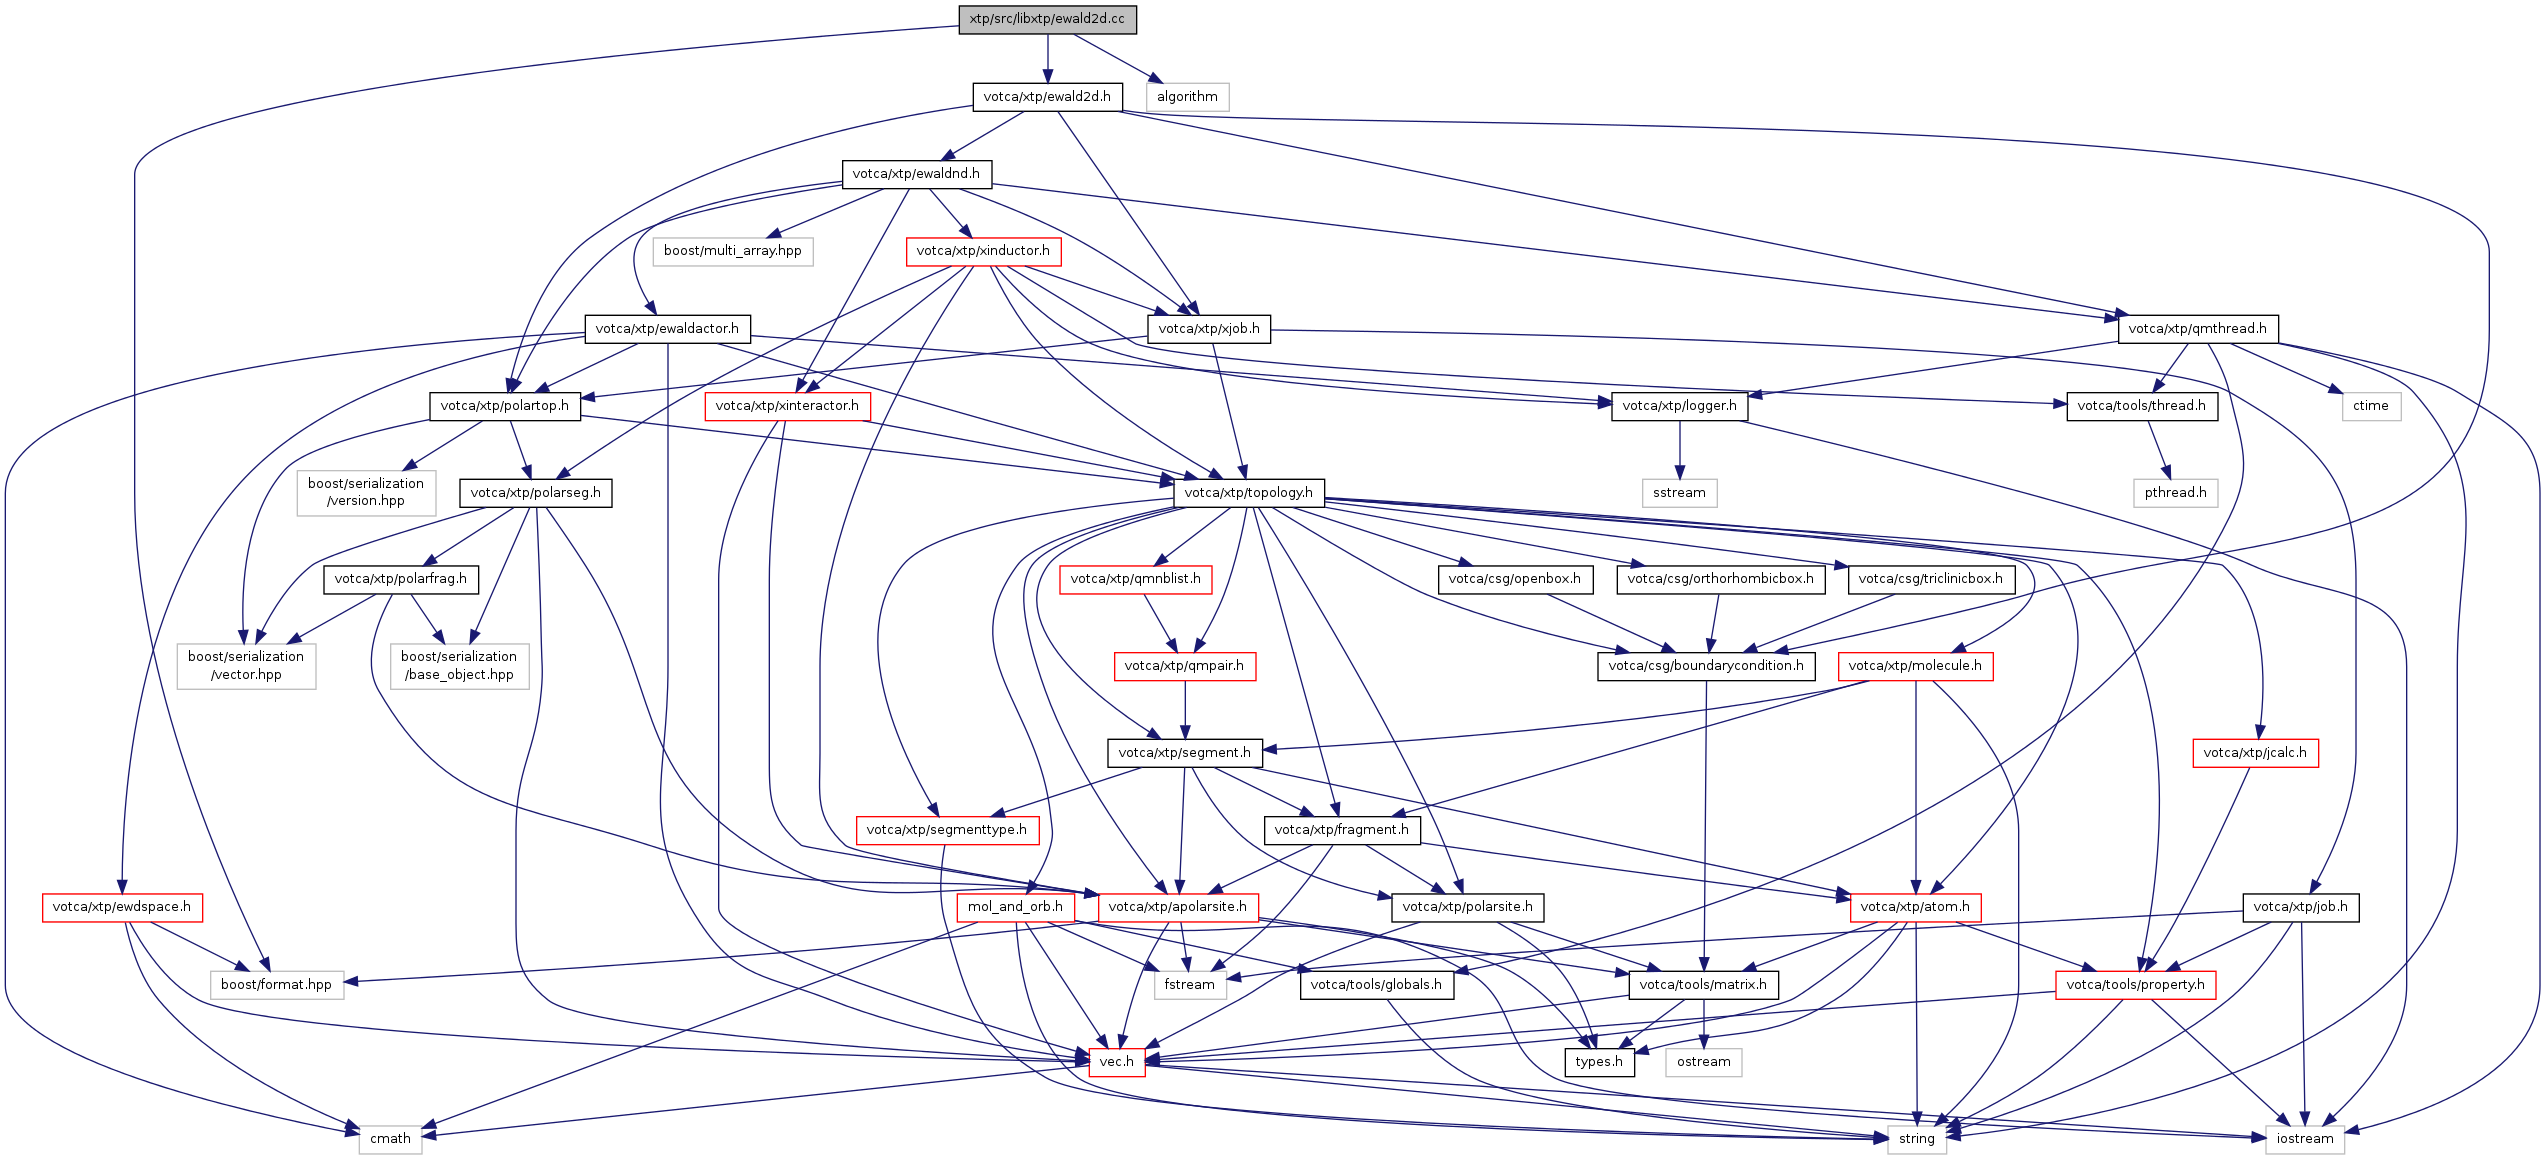 xtp/src/libxtp/ewald2d.cc
votca/xtp/ewald2d.h
algorithm
votca/xtp/ewaldnd.h
boost/multi_array.hpp
votca/xtp/xinductor.h
votca/xtp/ewaldactor.h
votca/xtp/xjob.h
votca/xtp/qmthread.h
votca/xtp/polartop.h
votca/xtp/xinteractor.h
votca/xtp/logger.h
votca/tools/thread.h
ctime
boost/serialization
/version.hpp
votca/xtp/polarseg.h
votca/xtp/topology.h
sstream
pthread.h
votca/xtp/polarfrag.h
votca/xtp/qmnblist.h
votca/csg/openbox.h
votca/csg/orthorhombicbox.h
votca/csg/triclinicbox.h
boost/serialization
/vector.hpp
boost/serialization
/base_object.hpp
votca/xtp/qmpair.h
votca/csg/boundarycondition.h
votca/xtp/molecule.h
votca/xtp/segment.h
votca/xtp/jcalc.h
votca/xtp/segmenttype.h
votca/xtp/fragment.h
votca/xtp/ewdspace.h
mol_and_orb.h
votca/xtp/apolarsite.h
votca/xtp/polarsite.h
votca/xtp/atom.h
votca/xtp/job.h
boost/format.hpp
fstream
votca/tools/globals.h
votca/tools/matrix.h
votca/tools/property.h
vec.h
types.h
ostream
cmath
string
iostream